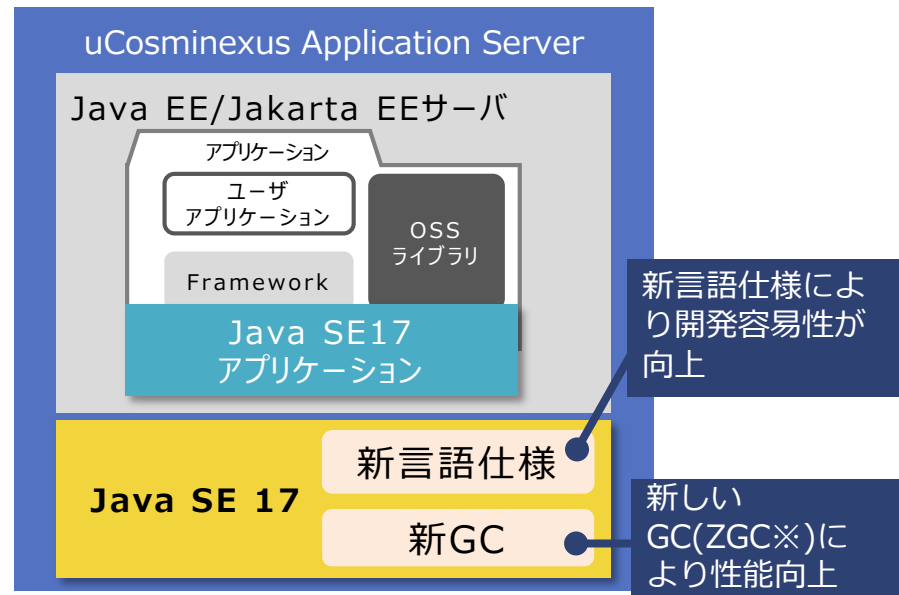 uCosminexus Application Server
Java EE/Jakarta EEサーバ
アプリケーション
ユーザ
アプリケーション
OSS
ライブラリ
Framework
Java SE17
アプリケーション
新言語仕様によ
り開発容易性が
向上
Java SE 17
新言語仕様
新GC
新しい
GC(ZGC※)に
より性能向上